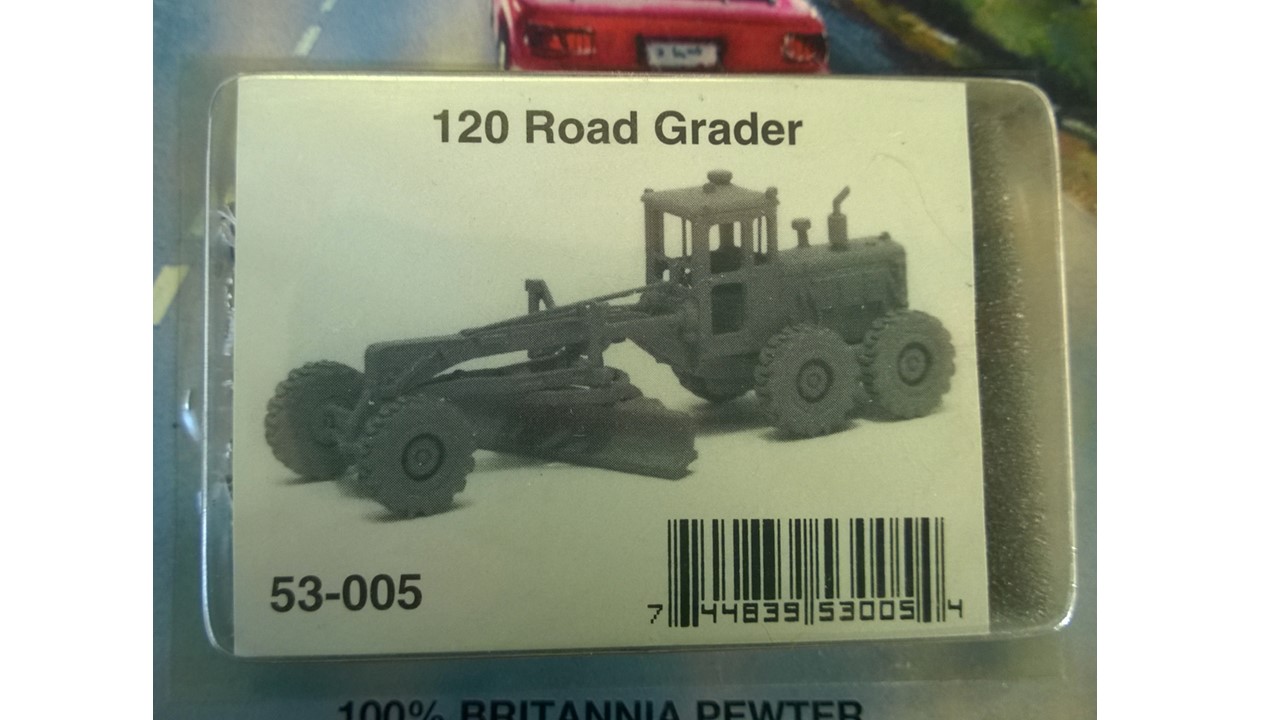 120 Road Grader
53-005
7 44839 53005 4
100% BRITANNIA PEWTER